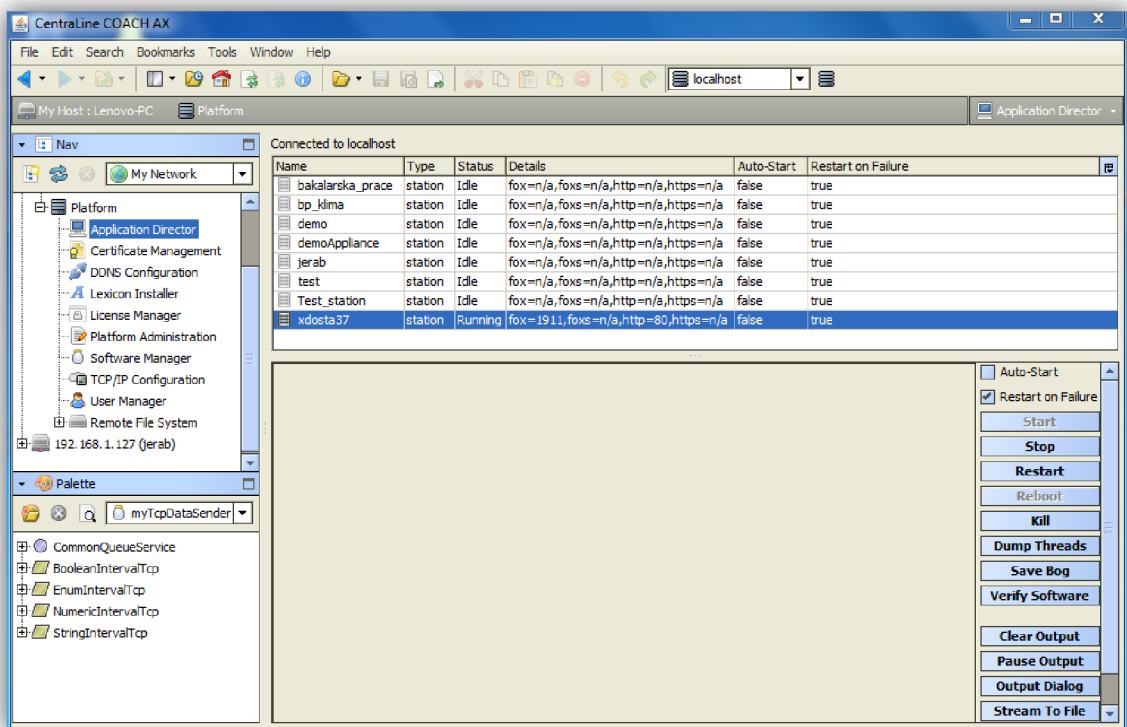 CentraLine COACH AX
File Edit Search Bookmarks Tools Window Help
localhost
My Host : Lenovo-PC Platform Application Director
Nav
My Network
Platform
Application Director
Certificate Management
DDNS Configuration
Lexicon Installer
License Manager
Platform Administration
Software Manager
TCP/IP Configuration
User Manager
Remote File System
192.168.1.127 (jerab)
Palette
myTcpDataSender
CommonQueueService
BooleanIntervalTcp
EnumIntervalTcp
NumericIntervalTcp
StringIntervalTcp
Connected to localhost
Name Type Status Details Auto-Start Restart on Failure
bakalarska_prace station Idle fox=n/a,foxs=n/a,http=n/a,https=n/a false true
bp_klima station Idle fox=n/a,foxs=n/a,http=n/a,https=n/a false true
demo station Idle fox=n/a,foxs=n/a,http=n/a,https=n/a false true
demoAppliance station Idle fox=n/a,foxs=n/a,http=n/a,https=n/a false true
jerab station Idle fox=n/a,foxs=n/a,http=n/a,https=n/a false true
test station Idle fox=n/a,foxs=n/a,http=n/a,https=n/a false true
Test_station station Idle fox=n/a,foxs=n/a,http=n/a,https=n/a false true
xdosta37 station Running fox=1911,foxs=n/a,http=80,https=n/a false true
Auto-Start
Restart on Failure
Start
Stop
Restart
Reboot
Kill
Dump Threads
Save Bog
Verify Software
Clear Output
Pause Output
Output Dialog
Stream To File